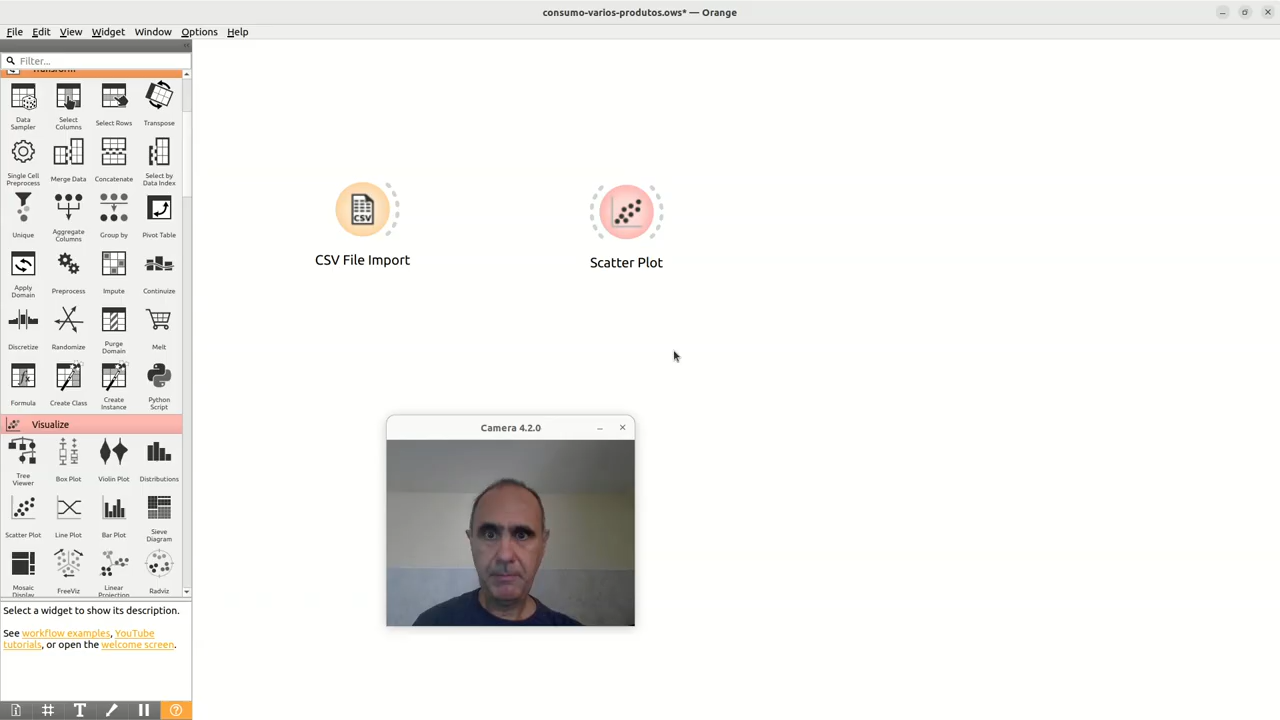 consumo-varios-produtos.ows* — Orange
File Edit View Widget Window Options Help
Filter...
Transform
Data Sampler
Select Columns
Select Rows
Transpose
Single Cell Preprocess
Merge Data
Concatenate
Select by Data Index
Unique
Aggregate Columns
Group by
Pivot Table
Apply Domain
Preprocess
Impute
Continuize
Discretize
Randomize
Purge Domain
Melt
Formula
Create Class
Create Instance
Python Script
Visualize
Tree Viewer
Box Plot
Violin Plot
Distributions
Scatter Plot
Line Plot
Bar Plot
Sieve Diagram
Mosaic Display
FreeViz
Linear Projection
Radviz
Select a widget to show its description.
See workflow examples, YouTube
tutorials, or open the welcome screen.
CSV
CSV File Import
Scatter Plot
Camera 4.2.0